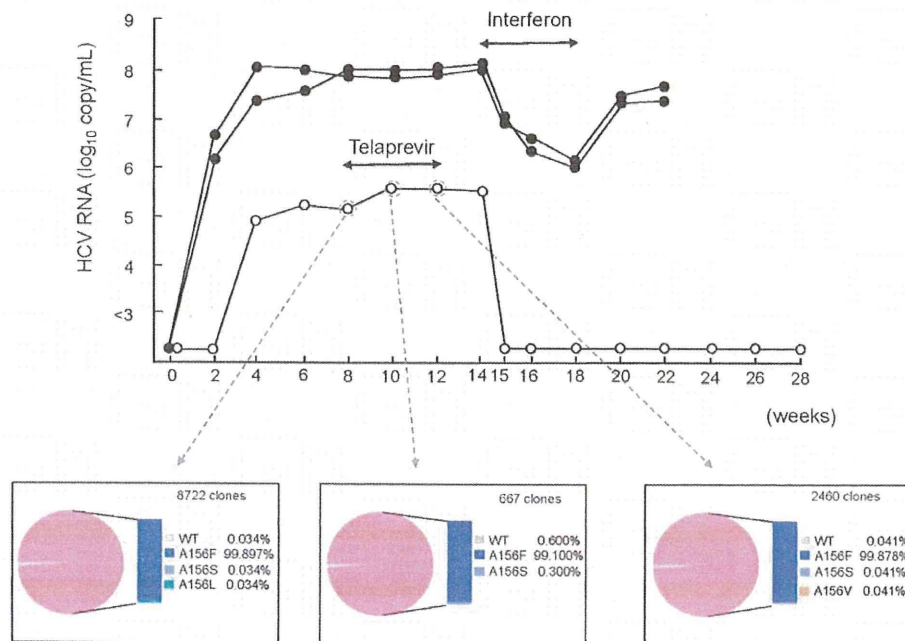 9
Interferon
8
7
Telaprevir
6
5
4
<3
HCV RNA (log10 copy/mL)
0 2 4 6 8 10 12 14 15 16 18 20 22 24 26 28
(weeks)
8722 clones
WT 0.034%
A156F 99.897%
A156S 0.034%
A156L 0.034%
667 clones
WT 0.600%
A156F 99.100%
A156S 0.300%
2460 clones
WT 0.041%
A156F 99.878%
A156S 0.041%
A156V 0.041%